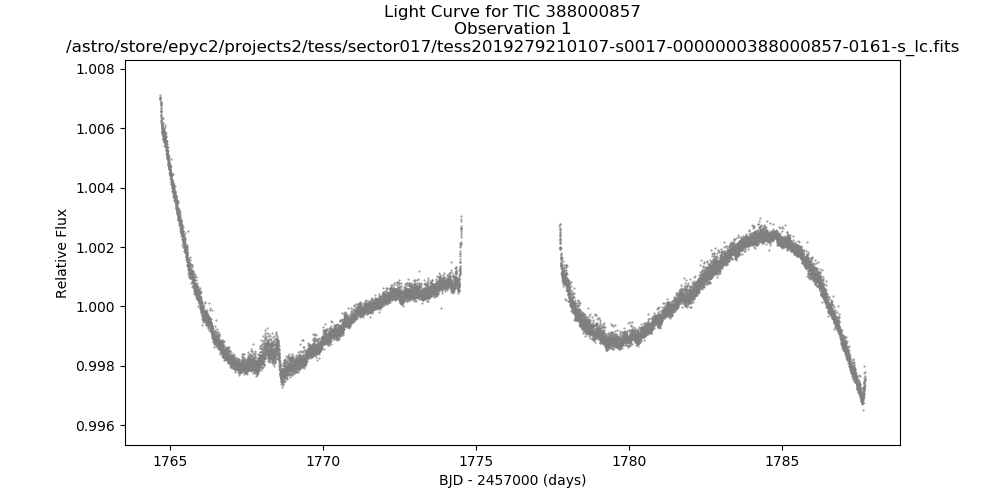 Light Curve for TIC 388000857
Observation 1
/astro/store/epyc2/projects2/tess/sector017/tess2019279210107-s0017-0000000388000857-0161-s_lc.fits
1.008
1.006
1.004
1.002
1.000
0.998
0.996
Relative Flux
1765
1770
1775
1780
1785
BJD - 2457000 (days)